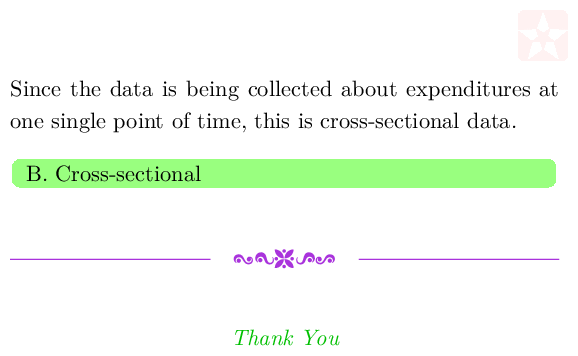 Since the data is being collected about expenditures at
one single point of time, this is cross-sectional data.
B. Cross-sectional
Thank You